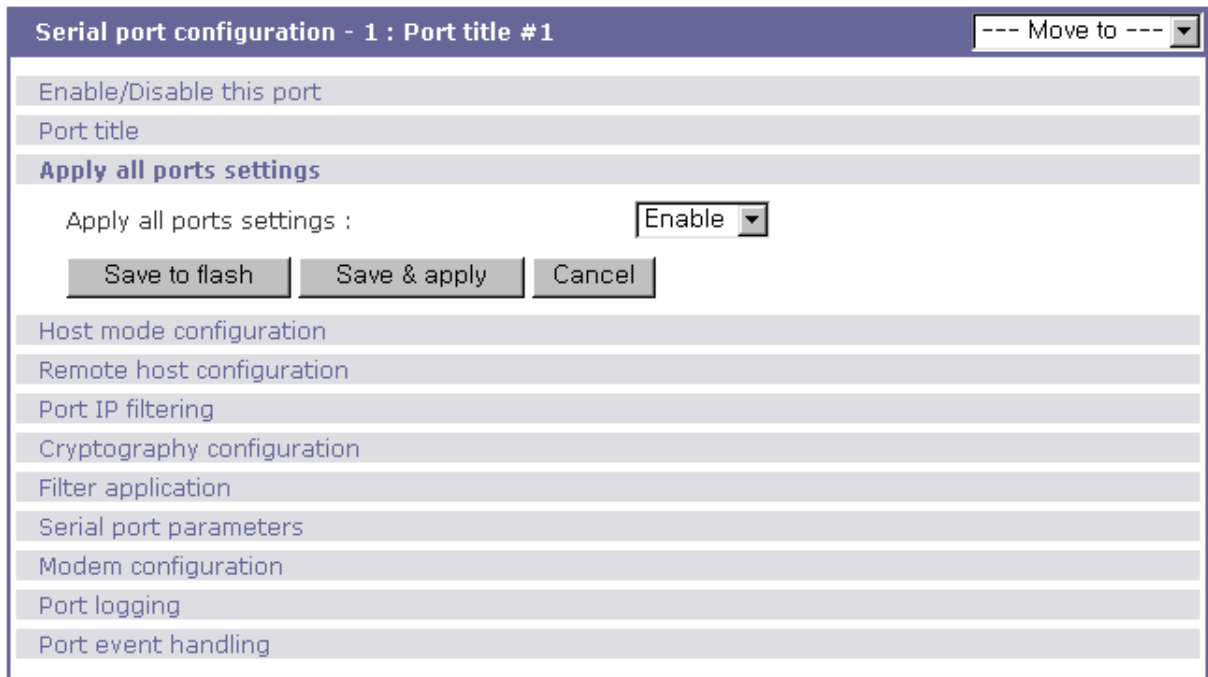 Serial port configuration - 1 : Port title #1 --- Move to ---
Enable/Disable this port
Port title
Apply all ports settings
Apply all ports settings : Enable
Save to flash Save & apply Cancel
Host mode configuration
Remote host configuration
Port IP filtering
Cryptography configuration
Filter application
Serial port parameters
Modem configuration
Port logging
Port event handling